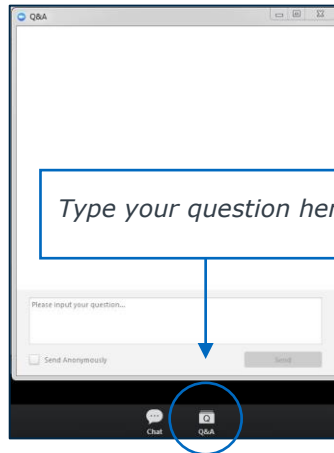 Q&A
Type your question her
Please input your question...
Send Anonymously
Send
Chat
Q&A